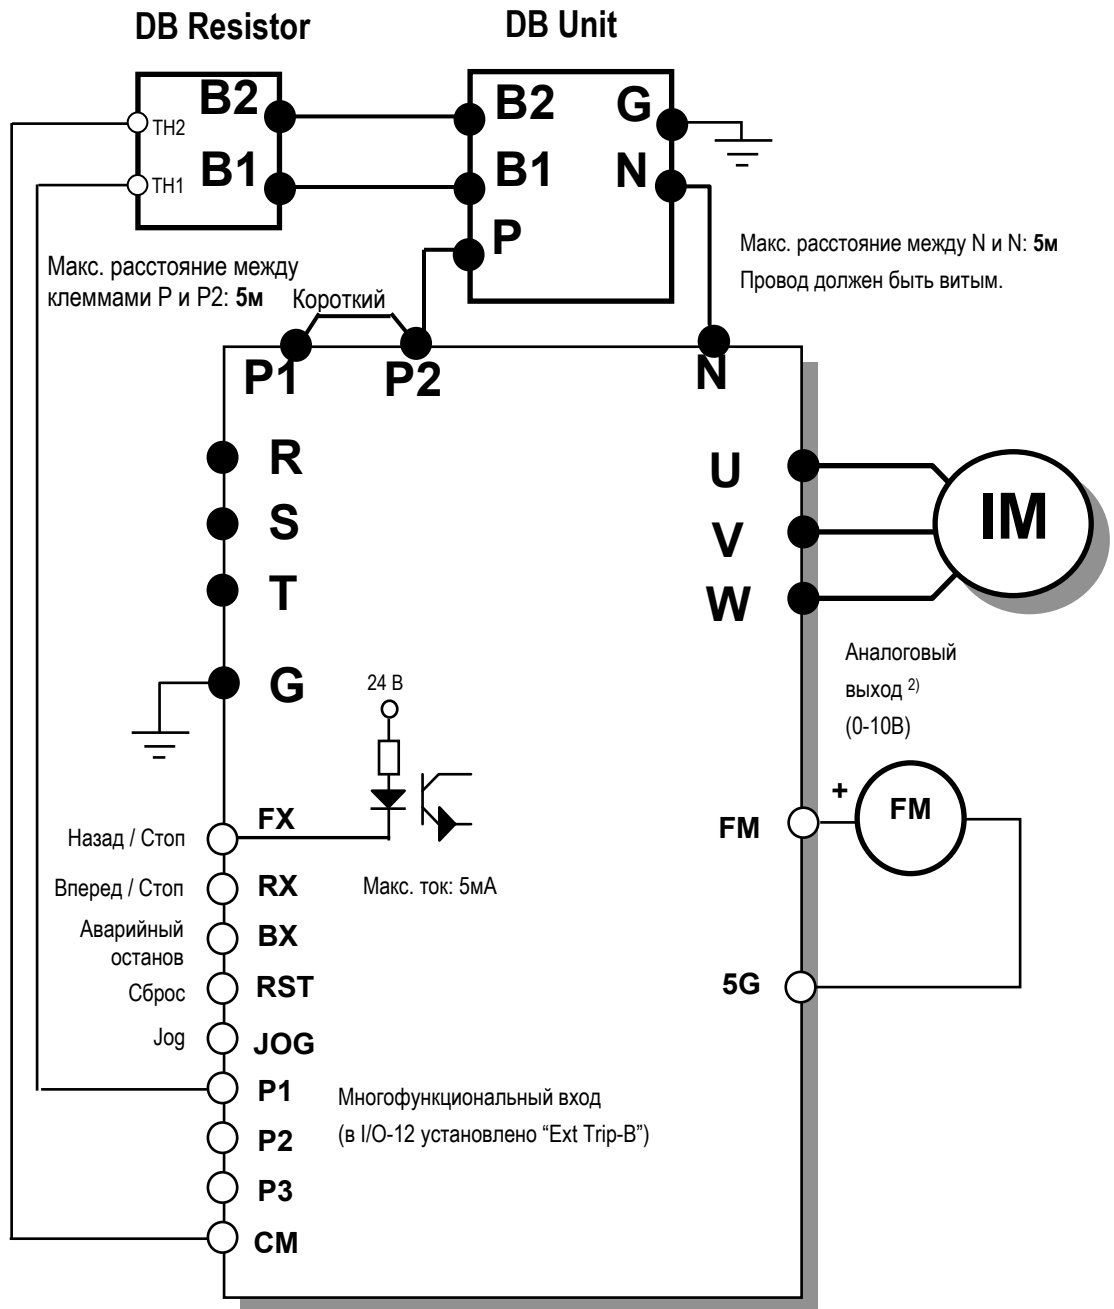 DB Resistor
DB Unit
B2
B2
G
TH2
B1
B1
N
TH1
P
Макс. расстояние между N и N: 5м
Провод должен быть витым.
Макс. расстояние между
клеммами P и P2: 5м
Короткий
P1
P2
N
R
U
IM
S
V
T
W
G
24 В
Аналоговый
выход 2)
(0-10В)
Назад / Стоп
FX
FM
+
FM
Вперед / Стоп
RX
Макс. ток: 5мА
Аварийный
останов
BX
Сброс
RST
5G
Jog
JOG
P1
Многофункциональный вход
(в I/O-12 установлено “Ext Trip-B”)
P2
P3
CM